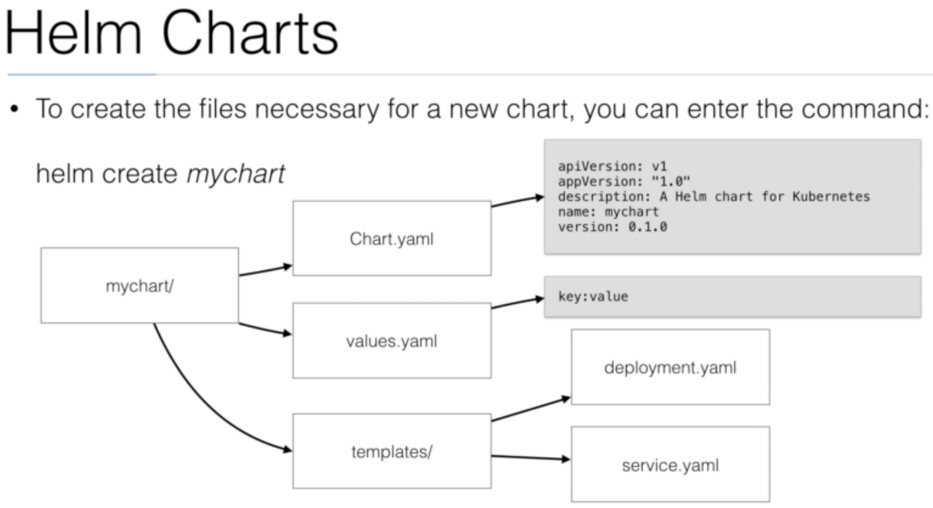 Helm Charts
• To create the files necessary for a new chart, you can enter the command:
helm create mychart
mychart/
Chart.yaml
apiVersion: v1
appVersion: "1.0"
description: A Helm chart for Kubernetes
name: mychart
version: 0.1.0
values.yaml
key:value
templates/
deployment.yaml
service.yaml